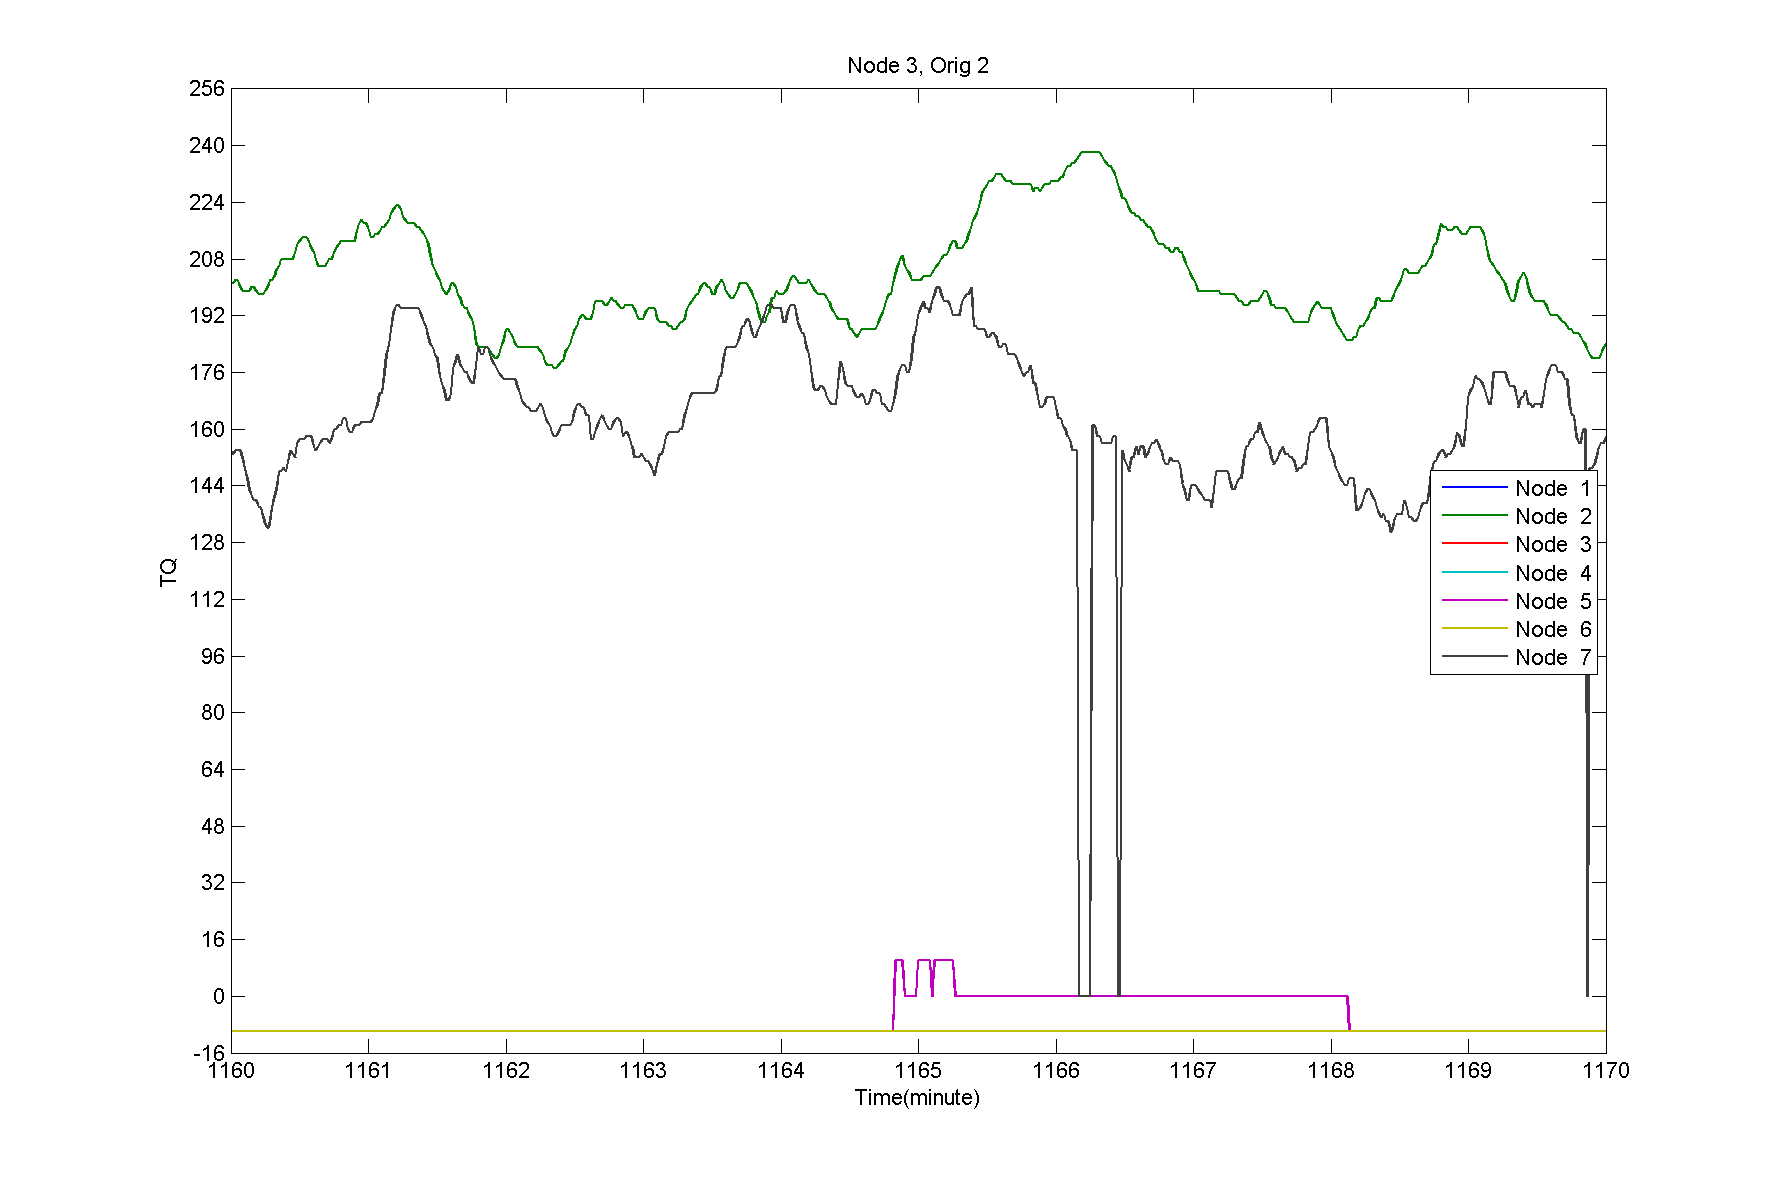 Node 3, Orig 2
256
240
224
208
192
176
160
144
128
112
96
80
64
48
32
16
0
-16
TQ
Node 1
Node 2
Node 3
Node 4
Node 5
Node 6
Node 7
1160 1161 1162 1163 1164 1165 1166 1167 1168 1169 1170
Time(minute)